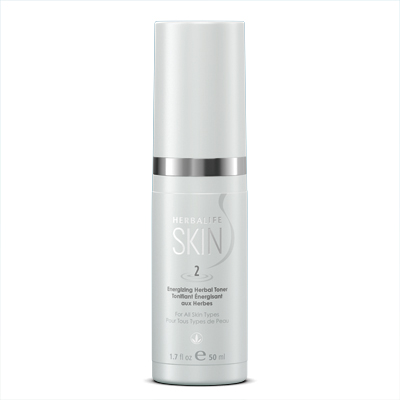 HERBALIFE
SKIN
2
Energizing Herbal Toner
Tonifiant Énergisant
aux Herbes
For All Skin Types
Pour Tous Types de Peau
1.7 fl oz e 50 ml